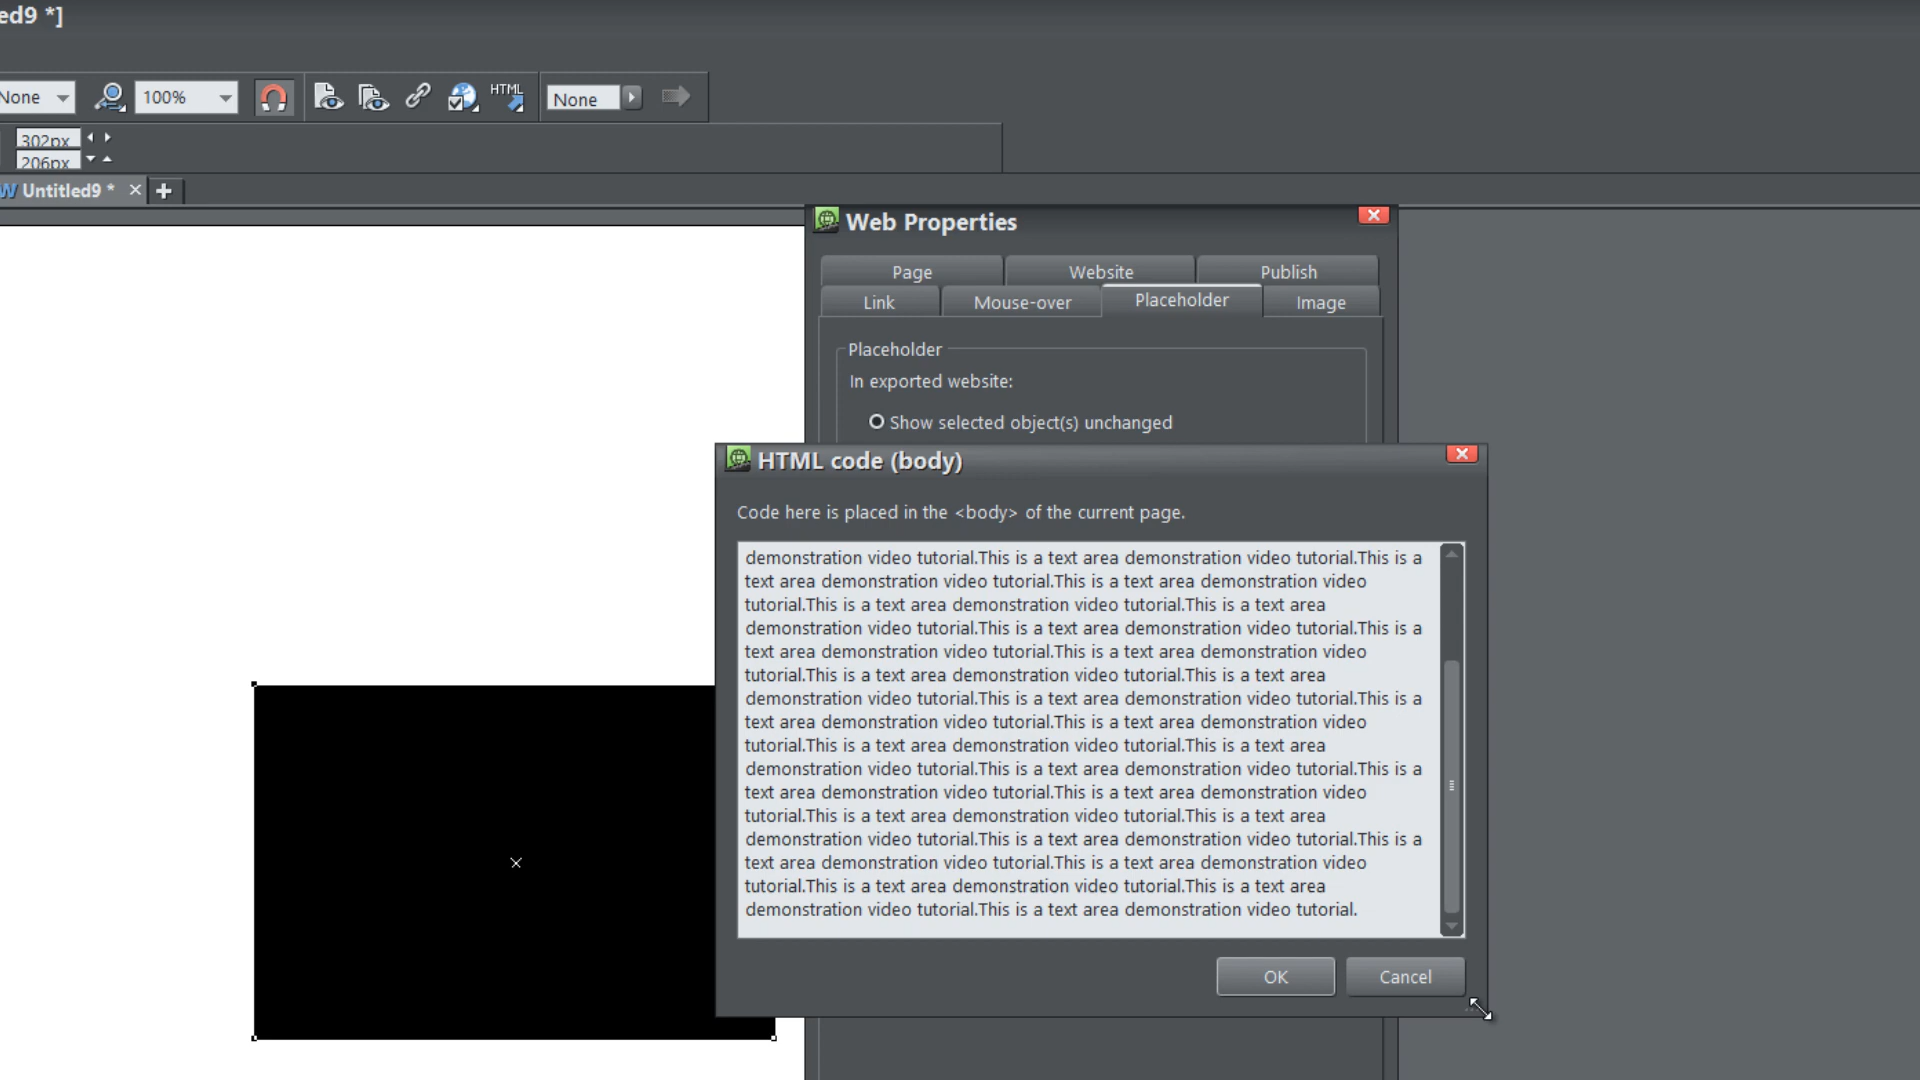 ed9 *]
None
100%
HTML
None
302px
206px
W Untitled9 *
Web Properties
Page
Website
Publish
Link
Mouse-over
Placeholder
Image
Placeholder
In exported website:
Show selected object(s) unchanged
HTML code (body)
Code here is placed in the <body> of the current page.
demonstration video tutorial.This is a text area demonstration video tutorial.This is a
text area demonstration video tutorial.This is a text area demonstration video
tutorial.This is a text area demonstration video tutorial.This is a text area
demonstration video tutorial.This is a text area demonstration video tutorial.This is a
text area demonstration video tutorial.This is a text area demonstration video
tutorial.This is a text area demonstration video tutorial.This is a text area
demonstration video tutorial.This is a text area demonstration video tutorial.This is a
text area demonstration video tutorial.This is a text area demonstration video
tutorial.This is a text area demonstration video tutorial.This is a text area
demonstration video tutorial.This is a text area demonstration video tutorial.This is a
text area demonstration video tutorial.This is a text area demonstration video
tutorial.This is a text area demonstration video tutorial.This is a text area
demonstration video tutorial.This is a text area demonstration video tutorial.This is a
text area demonstration video tutorial.This is a text area demonstration video
tutorial.This is a text area demonstration video tutorial.This is a text area
demonstration video tutorial.This is a text area demonstration video tutorial.
OK
Cancel